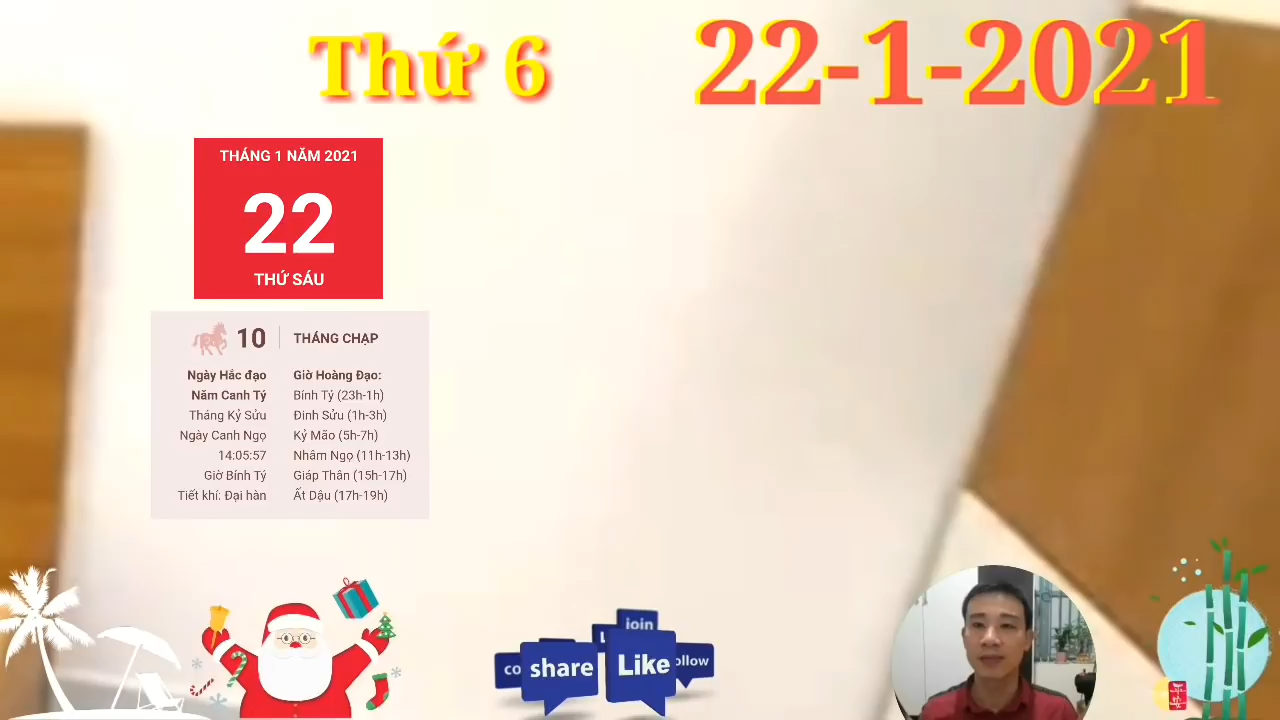 Thứ 6
22-1-2021
THÁNG 1 NĂM 2021
22
THỨ SÁU
10
THÁNG CHẠP
Ngày Hắc đạo
Năm Canh Tý
Tháng Kỷ Sửu
Ngày Canh Ngọ
14:05:57
Giờ Bính Tý
Tiết khí: Đại hàn
Giờ Hoàng Đạo:
Bính Tý (23h-1h)
Đinh Sửu (1h-3h)
Kỷ Mão (5h-7h)
Nhâm Ngọ (11h-13h)
Giáp Thân (15h-17h)
Ất Dậu (17h-19h)
join
co
share
Like
ollow